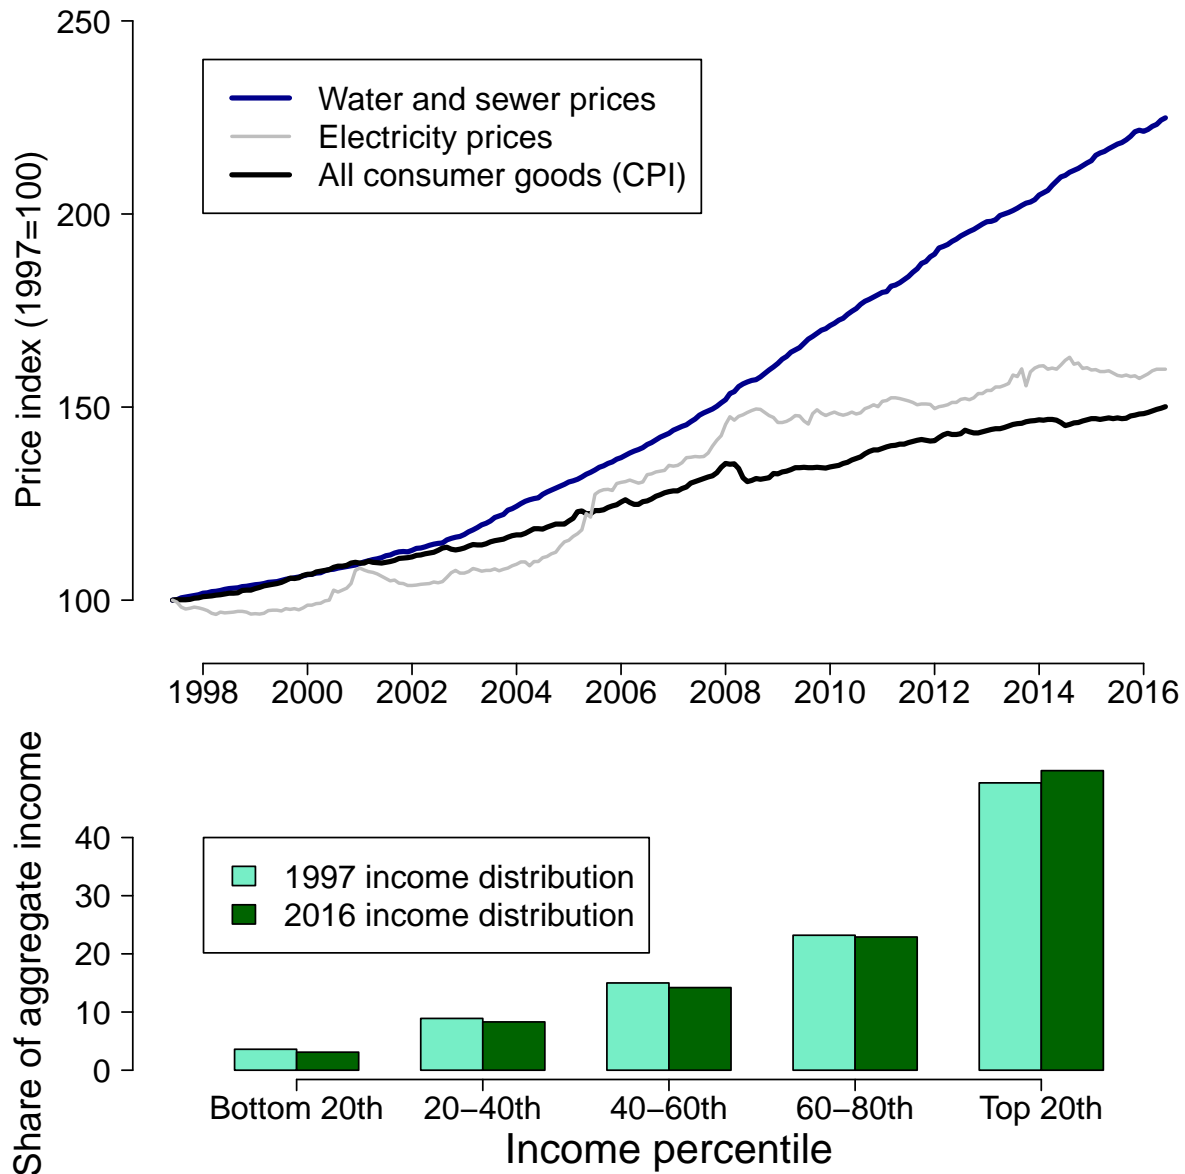 Price index (1997=100)
250
200
150
100
Water and sewer prices
Electricity prices
All consumer goods (CPI)
1998 2000 2002 2004 2006 2008 2010 2012 2014 2016
Share of aggregate income
40
30
20
10
0
1997 income distribution
2016 income distribution
Bottom 20th 20−40th 40−60th 60−80th Top 20th
Income percentile